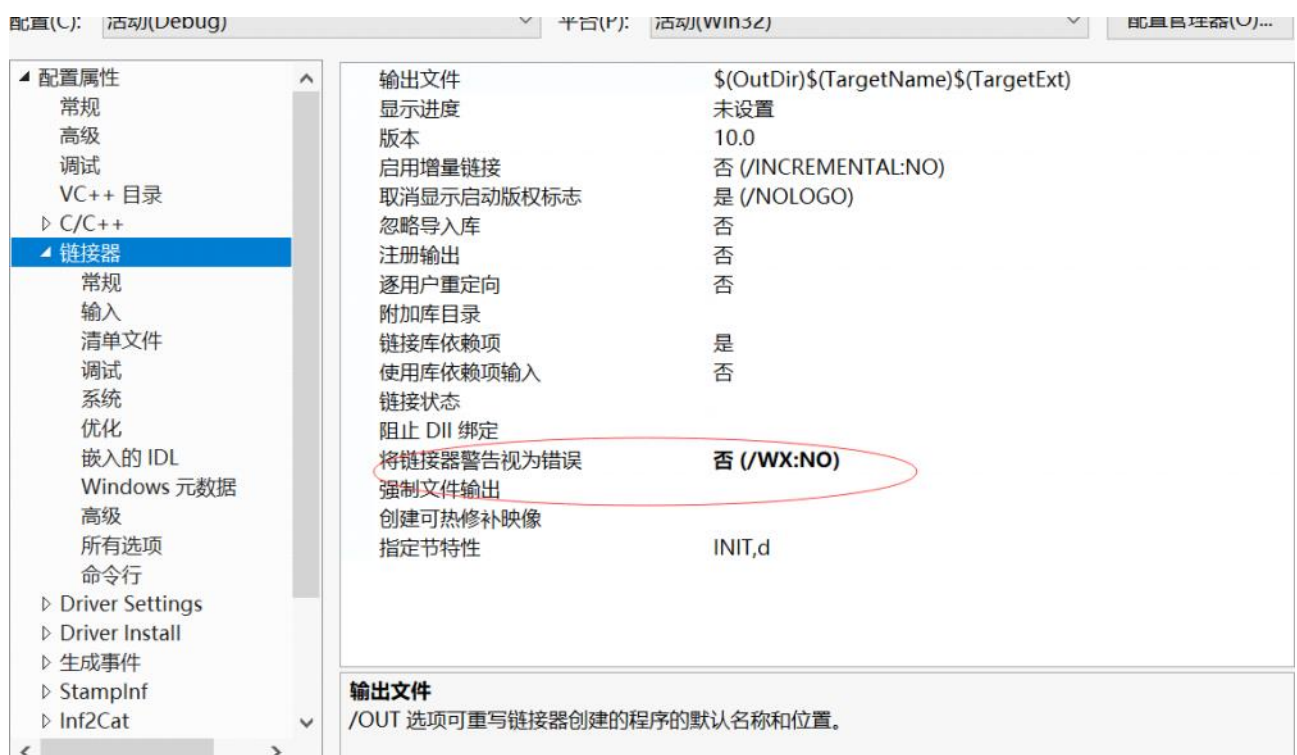 配置(C): 活动(Debug) 平台(P): 活动(Win32) 配置管理器(O)...
配置属性
常规
高级
调试
VC++ 目录
C/C++
链接器
常规
输入
清单文件
调试
系统
优化
嵌入的 IDL
Windows 元数据
高级
所有选项
命令行
Driver Settings
Driver Install
生成事件
StampInf
Inf2Cat
输出文件 $(OutDir)$(TargetName)$(TargetExt)
显示进度 未设置
版本 10.0
启用增量链接 否 (/INCREMENTAL:NO)
取消显示启动版权标志 是 (/NOLOGO)
忽略导入库 否
注册输出 否
逐用户重定向 否
附加库目录
链接库依赖项 是
使用库依赖项输入 否
链接状态
阻止 Dll 绑定
将链接器警告视为错误 否 (/WX:NO)
强制文件输出
创建可热修补映像
指定节特性 INIT,d
输出文件
/OUT 选项可重写链接器创建的程序的默认名称和位置。